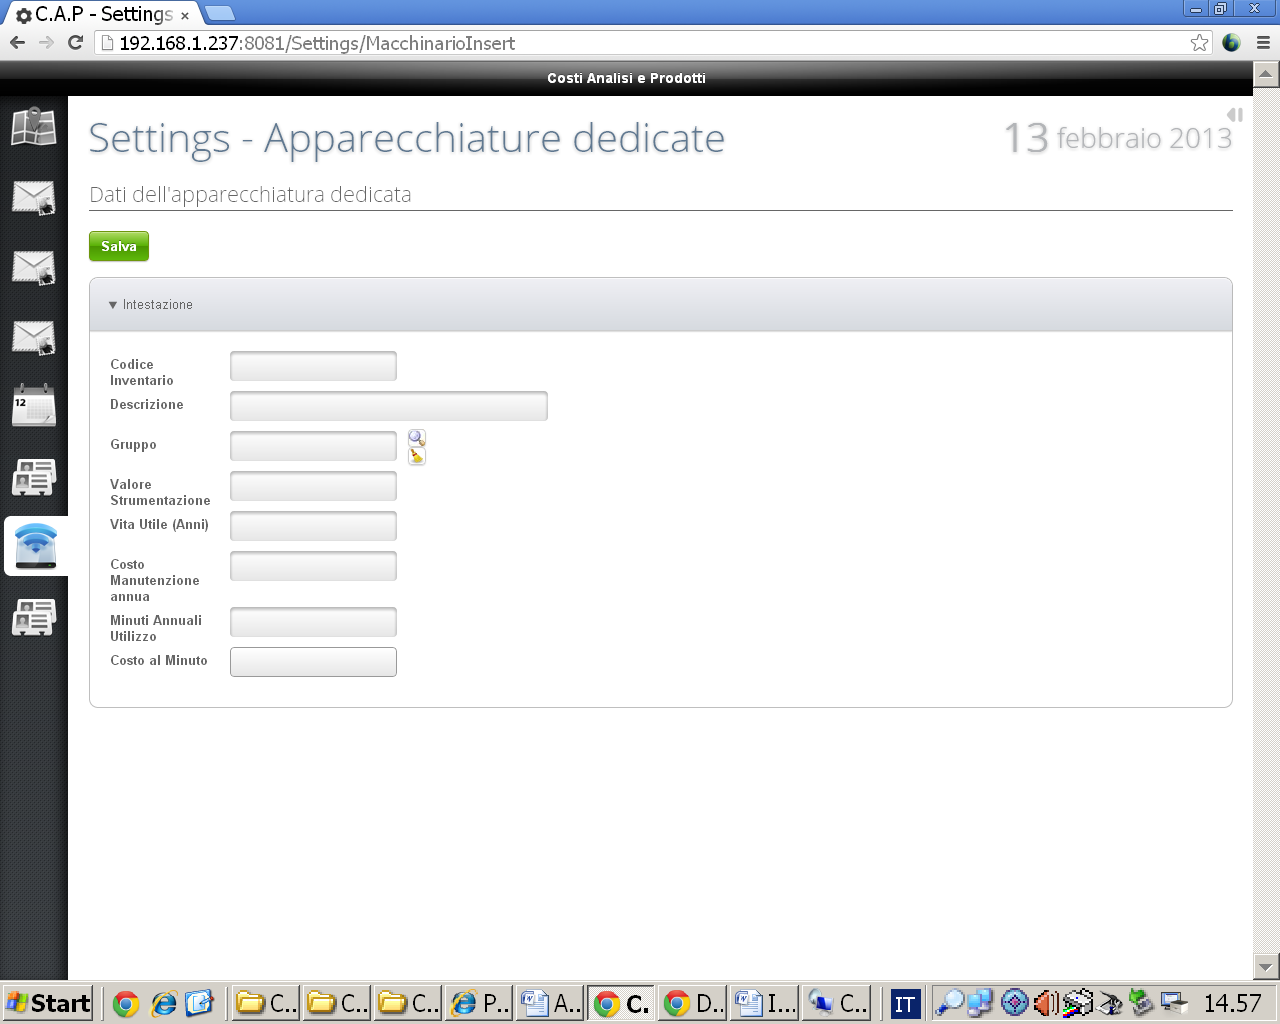 C.A.P - Settings
192.168.1.237:8081/Settings/MacchinarioInsert
Costi Analisi e Prodotti
Settings - Apparecchiature dedicate
13 febbraio 2013
Dati dell'apparecchiatura dedicata
Salva
Intestazione
Codice
Inventario
Descrizione
Gruppo
Valore
Strumentazione
Vita Utile (Anni)
Costo
Manutenzione
annua
Minuti Annuali
Utilizzo
Costo al Minuto
12
Start
C...
C...
C...
P...
A...
C.
D...
I...
C...
IT
14.57